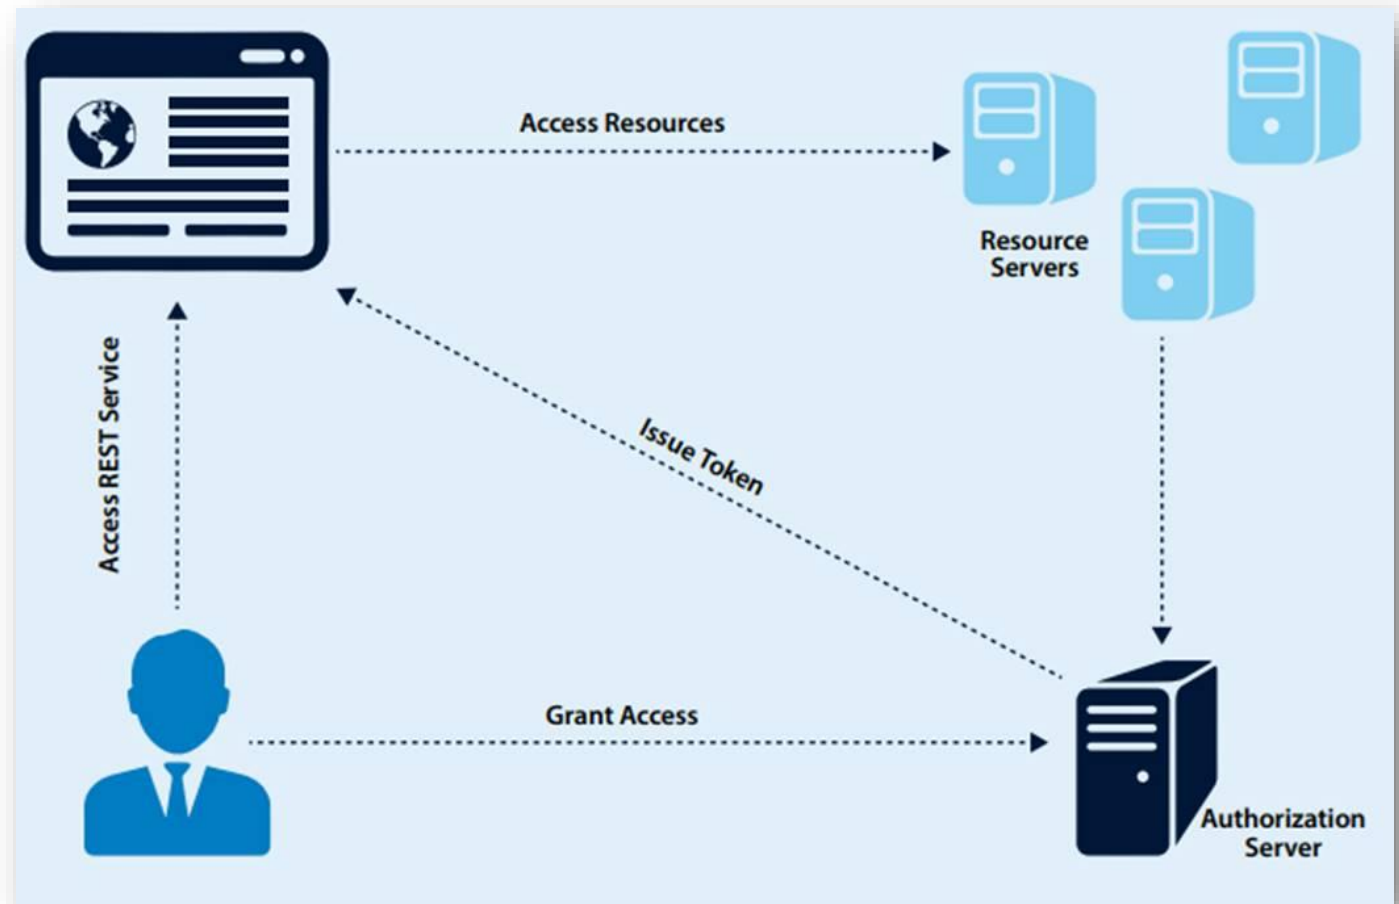 Access Resources
Resource
Servers
Access REST Service
Issue Token
Grant Access
Authorization
Server